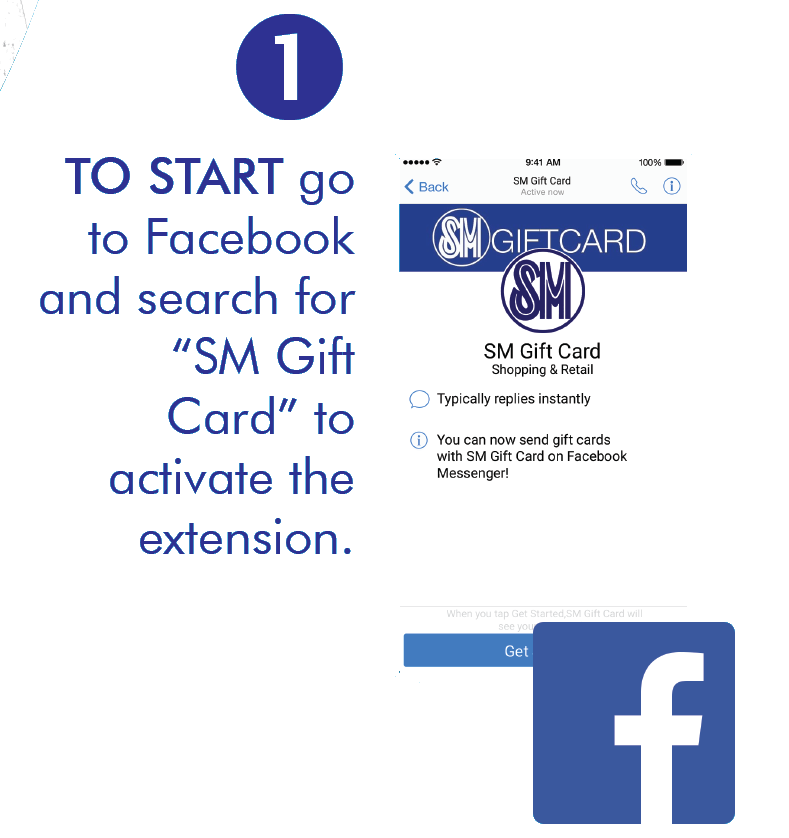 1
TO START go
to Facebook
and search for
“SM Gift
Card” to
activate the
extension.
9:41 AM 100%
Back SM Gift Card
Active now
SM GIFTCARD
SM
SM Gift Card
Shopping & Retail
Typically replies instantly
You can now send gift cards
with SM Gift Card on Facebook
Messenger!
When you tap Get Started,SM Gift Card will
see
Get
f